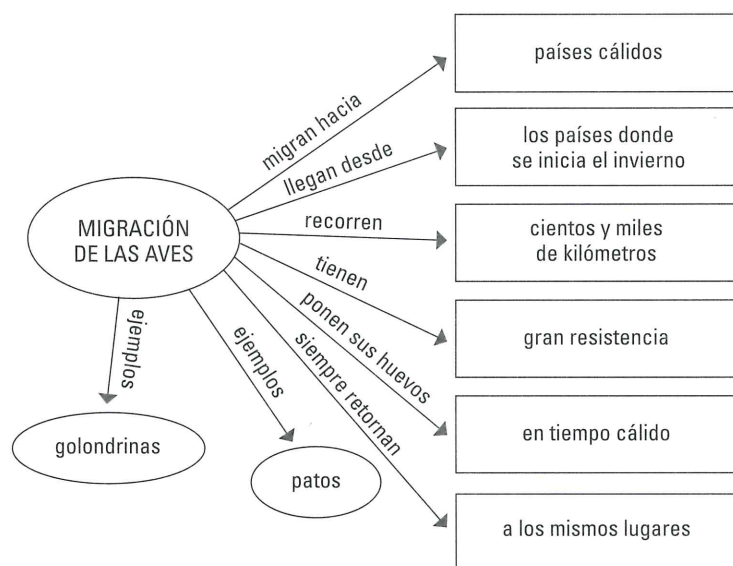 países cálidos
migran hacia
los países donde
se inicia el invierno
llegan desde
MIGRACIÓN
DE LAS AVES
recorren
cientos y miles
de kilómetros
tienen
gran resistencia
ponen sus huevos
en tiempo cálido
siempre retornan
a los mismos lugares
ejemplos
golondrinas
ejemplos
patos